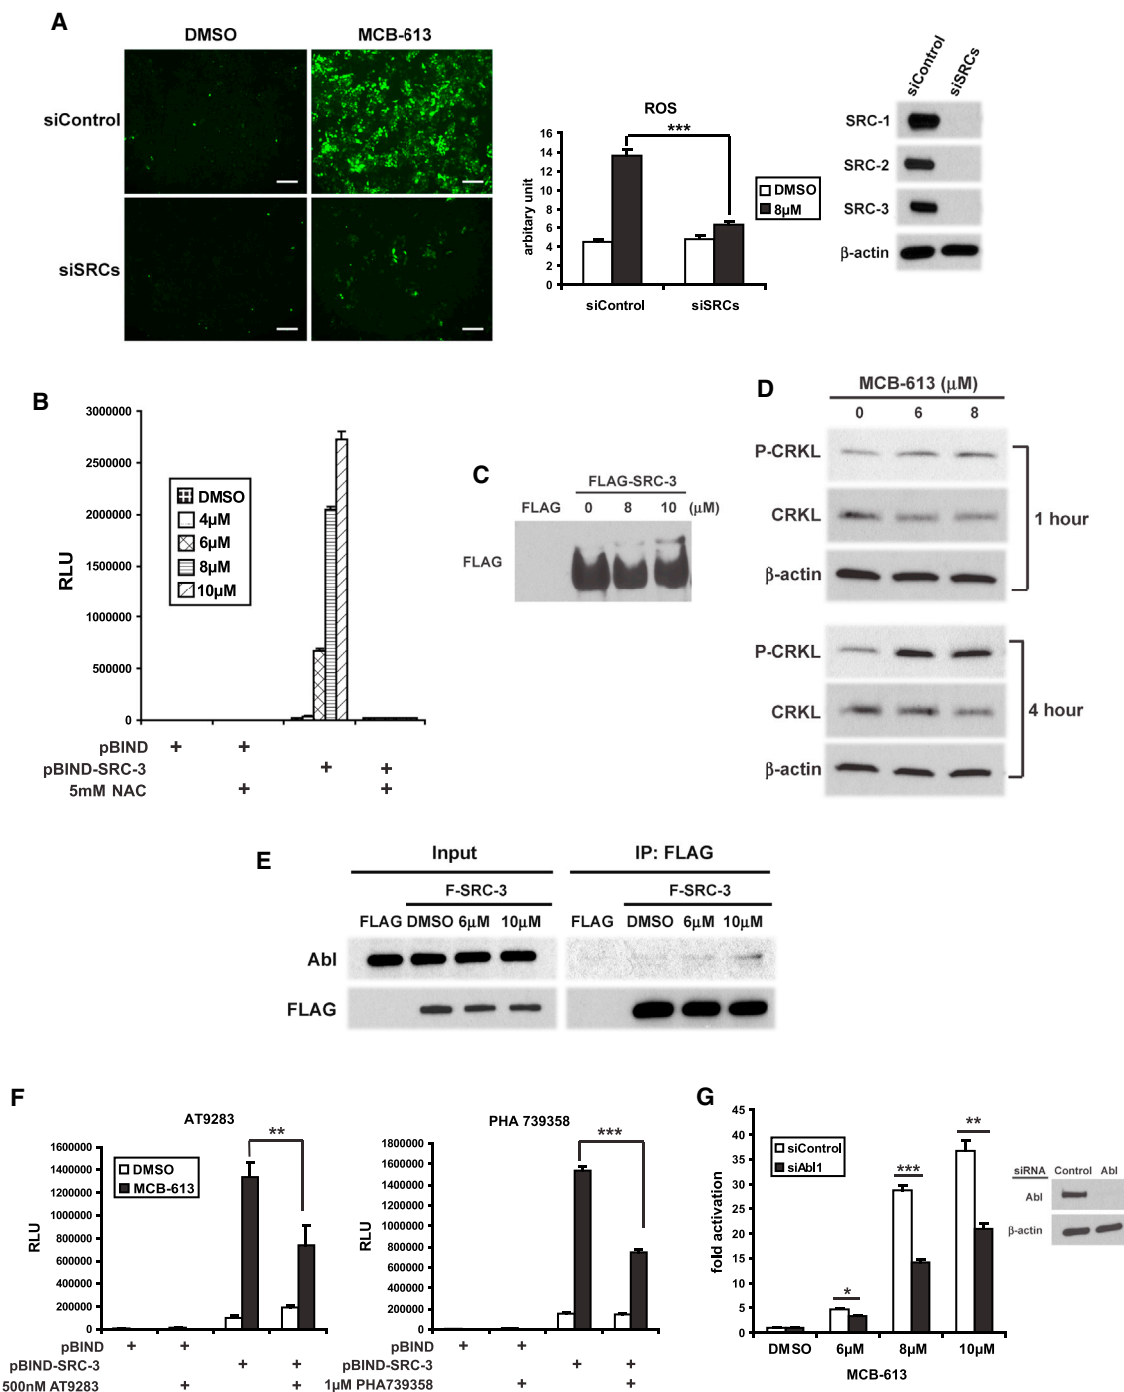 A
DMSO
MCB-613
siControl
siSRCs
ROS
***
arbitary unit
16
14
12
10
8
6
4
2
0
siControl
siSRCs
DMSO
8µM
siControl
siSRCs
SRC-1
SRC-2
SRC-3
β-actin
B
RLU
3000000
2500000
2000000
1500000
1000000
500000
0
DMSO
4µM
6µM
8µM
10µM
pBIND + +
pBIND-SRC-3 + +
5mM NAC + +
C
FLAG-SRC-3
FLAG 0 8 10 (µM)
FLAG
D
MCB-613 (µM)
0 6 8
P-CRKL
CRKL
β-actin
1 hour
P-CRKL
CRKL
β-actin
4 hour
E
Input
IP: FLAG
F-SRC-3
F-SRC-3
FLAG DMSO 6µM 10µM
FLAG DMSO 6µM 10µM
Abl
FLAG
F
AT9283
**
RLU
1600000
1400000
1200000
1000000
800000
600000
400000
200000
0
DMSO
MCB-613
pBIND + +
pBIND-SRC-3 + +
500nM AT9283 + +
PHA 739358
***
RLU
1800000
1600000
1400000
1200000
1000000
800000
600000
400000
200000
0
pBIND + +
pBIND-SRC-3 + +
1µM PHA739358 + +
G
fold activation
45
40
35
30
25
20
15
10
5
0
siControl
siAbl1
*
***
**
DMSO 6µM 8µM 10µM
MCB-613
siRNA Control Abl
Abl
β-actin